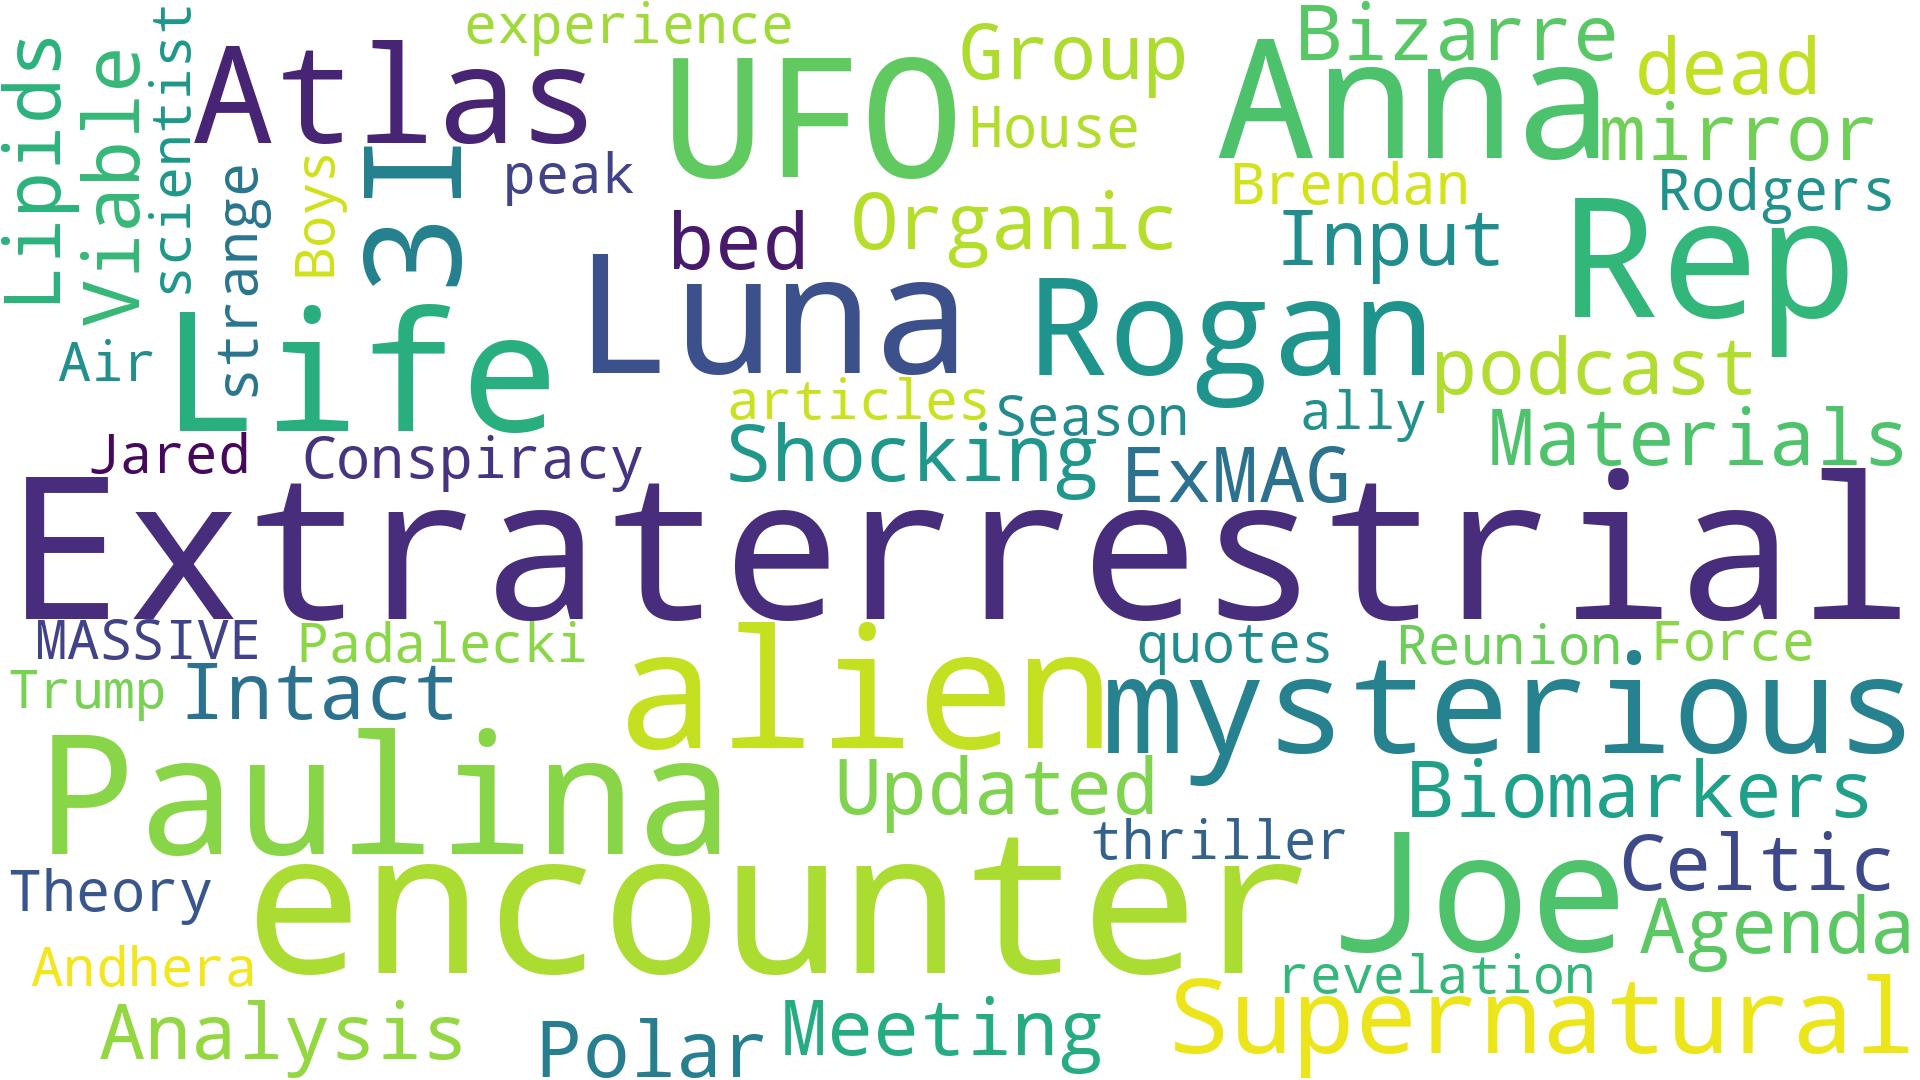 experience
Lipids
Viable
scientist
Atlas
UFO
Group
Bizarre
Anna
dead
House
mirror
strange
Boys
3I
peak
Brendan
Rodgers
bed
Organic
Input
Rep
Luna
Rogan
Life
Air
podcast
articles
Season
ally
Materials
Jared
Conspiracy
Shocking
ExMAG
Extraterrestrial
MASSIVE
Padalecki
alien
quotes
Reunion
Force
Trump
Intact
mysterious
Paulina
Updated
Biomarkers
thriller
Joe
Celtic
Theory
encounter
Agenda
Andhera
revelation
Supernatural
Analysis
Polar
Meeting